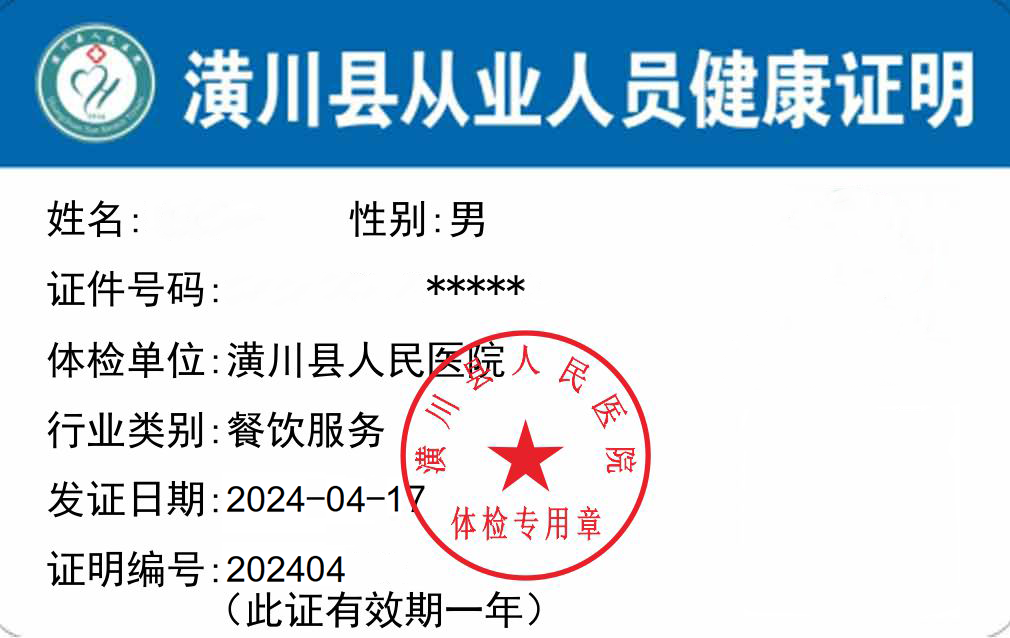 潢川县从业人员健康证明
姓名:
性别:男
证件号码: *****
体检单位:潢川县人民医院
行业类别:餐饮服务
发证日期:2024-04-17
证明编号:202404
（此证有效期一年）
潢川县人民医院
体检专用章